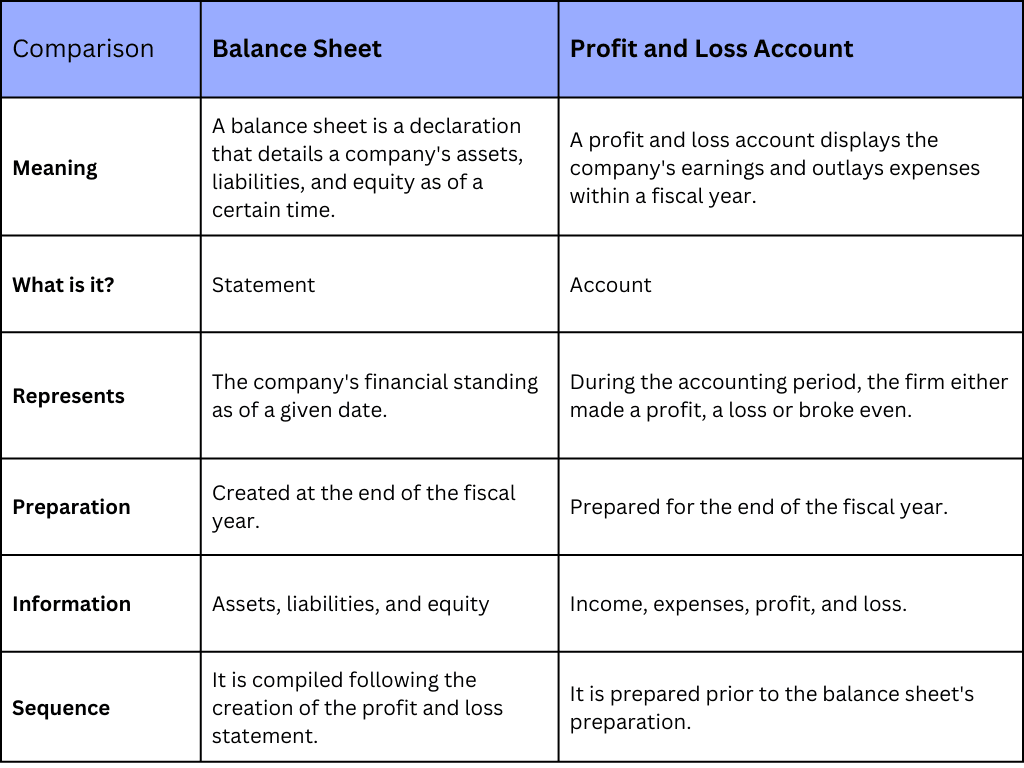 Comparison
Balance Sheet
Profit and Loss Account
Meaning
A balance sheet is a declaration
that details a company's assets,
liabilities, and equity as of a
certain time.
A profit and loss account displays the
company's earnings and outlays expenses
within a fiscal year.
What is it?
Statement
Account
Represents
The company's financial standing
as of a given date.
During the accounting period, the firm either
made a profit, a loss or broke even.
Preparation
Created at the end of the fiscal
year.
Prepared for the end of the fiscal year.
Information
Assets, liabilities, and equity
Income, expenses, profit, and loss.
Sequence
It is compiled following the
creation of the profit and loss
statement.
It is prepared prior to the balance sheet's
preparation.